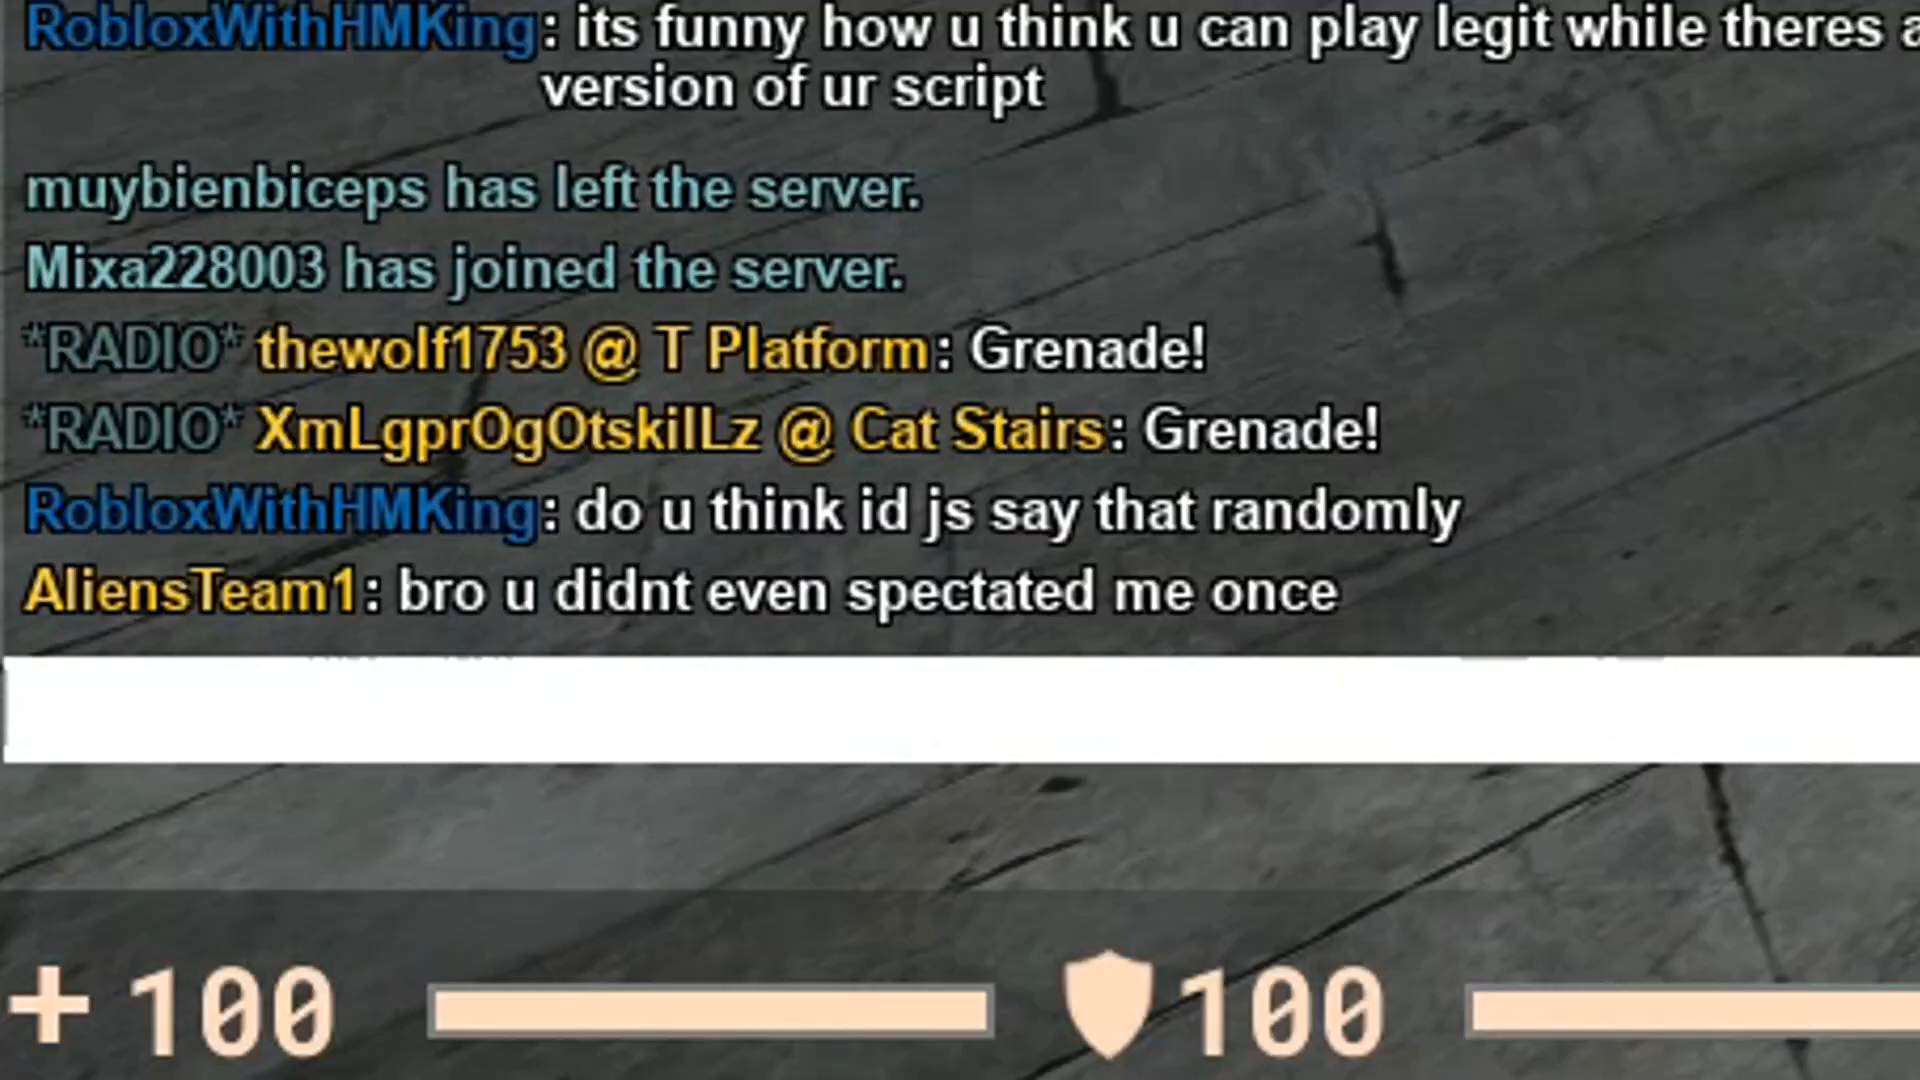 RobloxWithHMKing: its funny how u think u can play legit while theres a
version of ur script
muybienbiceps has left the server.
Mixa228003 has joined the server.
*RADIO* thewolf1753 @ T Platform: Grenade!
*RADIO* XmLgprOgOtskilLz @ Cat Stairs: Grenade!
RobloxWithHMKing: do u think id js say that randomly
AliensTeam1: bro u didnt even spectated me once
+ 100 100